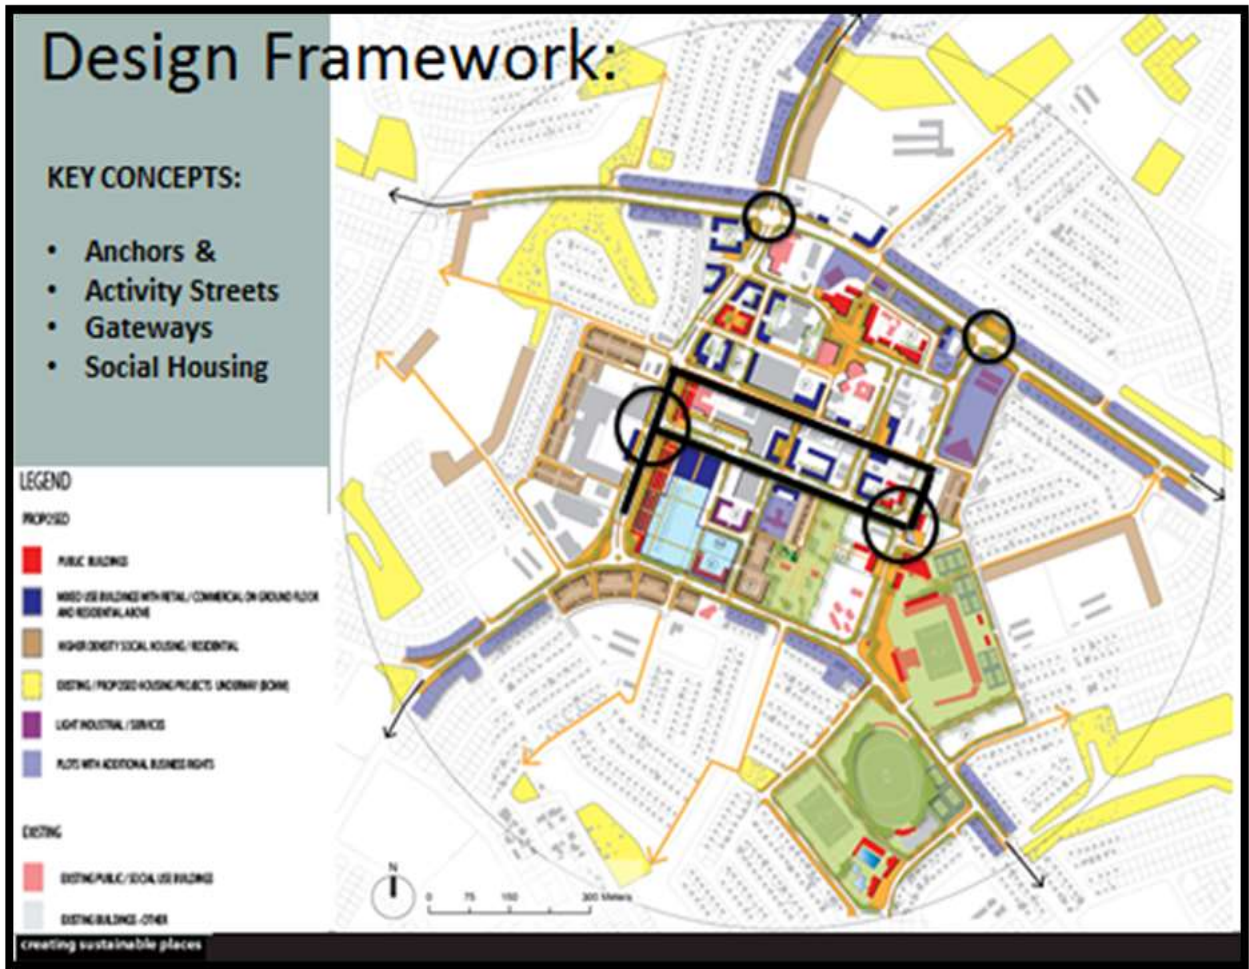 Design Framework:
KEY CONCEPTS:
• Anchors &
• Activity Streets
• Gateways
• Social Housing
LEGEND
PROPOSED
PUBLIC BUILDINGS
MIXED USE BUILDINGS WITH RETAIL / COMMERCIAL ON GROUND FLOOR
AND RESIDENTIAL ABOVE
HIGHER DENSITY SOCIAL HOUSING / RESIDENTIAL
EXISTING / PROPOSED HOUSING PROJECTS UNDERWAY
LIGHT INDUSTRIAL / SERVICES
PLOTS WITH ADDITIONAL BUSINESS RIGHTS
EXISTING
EXISTING PUBLIC / SOCIAL USE BUILDINGS
EXISTING BUILDINGS - OTHER
N
0 75 150 300 Meters
creating sustainable places